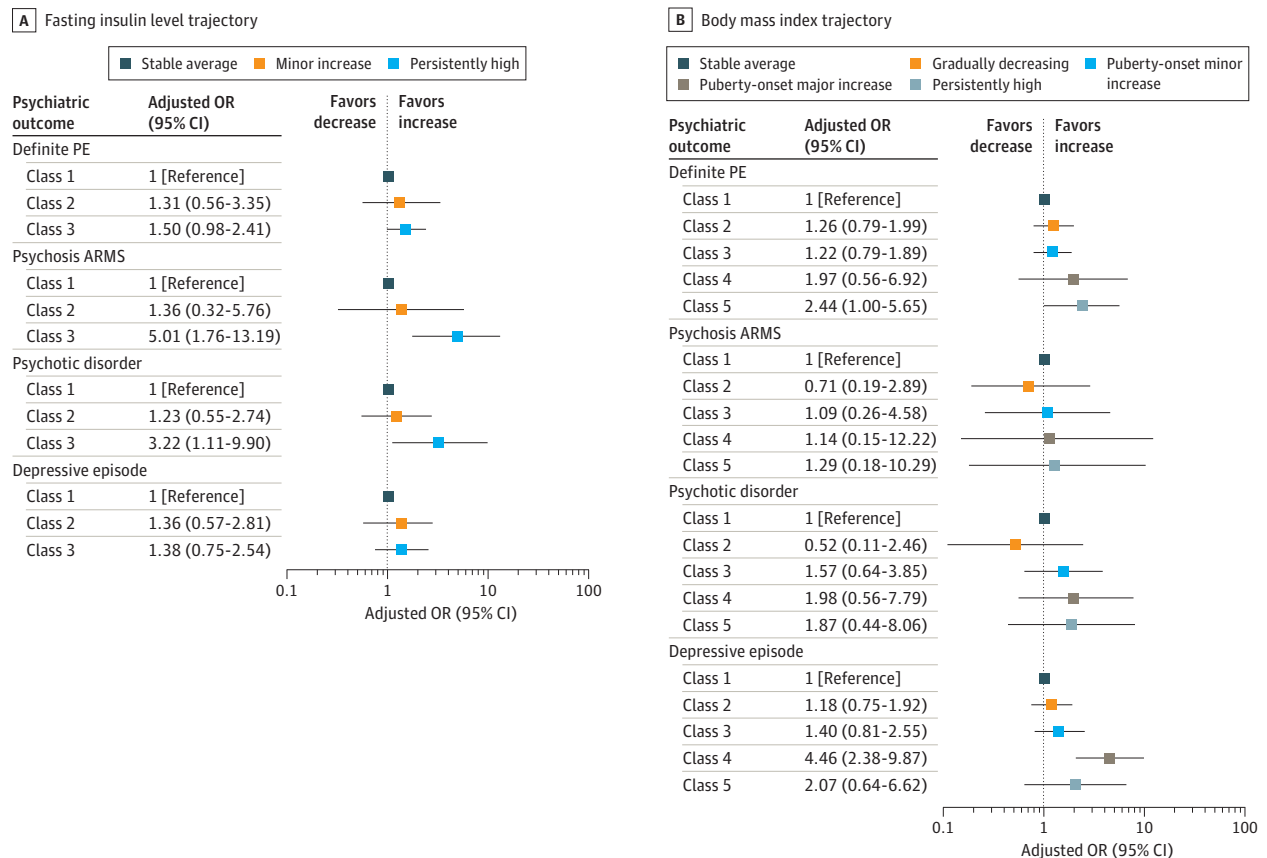 A Fasting insulin level trajectory
Stable average Minor increase Persistently high
Psychiatric outcome
Adjusted OR (95% CI)
Favors decrease
Favors increase
Definite PE
Class 1 1 [Reference]
Class 2 1.31 (0.56-3.35)
Class 3 1.50 (0.98-2.41)
Psychosis ARMS
Class 1 1 [Reference]
Class 2 1.36 (0.32-5.76)
Class 3 5.01 (1.76-13.19)
Psychotic disorder
Class 1 1 [Reference]
Class 2 1.23 (0.55-2.74)
Class 3 3.22 (1.11-9.90)
Depressive episode
Class 1 1 [Reference]
Class 2 1.36 (0.57-2.81)
Class 3 1.38 (0.75-2.54)
0.1 1 10 100
Adjusted OR (95% CI)
B Body mass index trajectory
Stable average Gradually decreasing Puberty-onset minor
Puberty-onset major increase Persistently high increase
Psychiatric outcome
Adjusted OR (95% CI)
Favors decrease
Favors increase
Definite PE
Class 1 1 [Reference]
Class 2 1.26 (0.79-1.99)
Class 3 1.22 (0.79-1.89)
Class 4 1.97 (0.56-6.92)
Class 5 2.44 (1.00-5.65)
Psychosis ARMS
Class 1 1 [Reference]
Class 2 0.71 (0.19-2.89)
Class 3 1.09 (0.26-4.58)
Class 4 1.14 (0.15-12.22)
Class 5 1.29 (0.18-10.29)
Psychotic disorder
Class 1 1 [Reference]
Class 2 0.52 (0.11-2.46)
Class 3 1.57 (0.64-3.85)
Class 4 1.98 (0.56-7.79)
Class 5 1.87 (0.44-8.06)
Depressive episode
Class 1 1 [Reference]
Class 2 1.18 (0.75-1.92)
Class 3 1.40 (0.81-2.55)
Class 4 4.46 (2.38-9.87)
Class 5 2.07 (0.64-6.62)
0.1 1 10 100
Adjusted OR (95% CI)